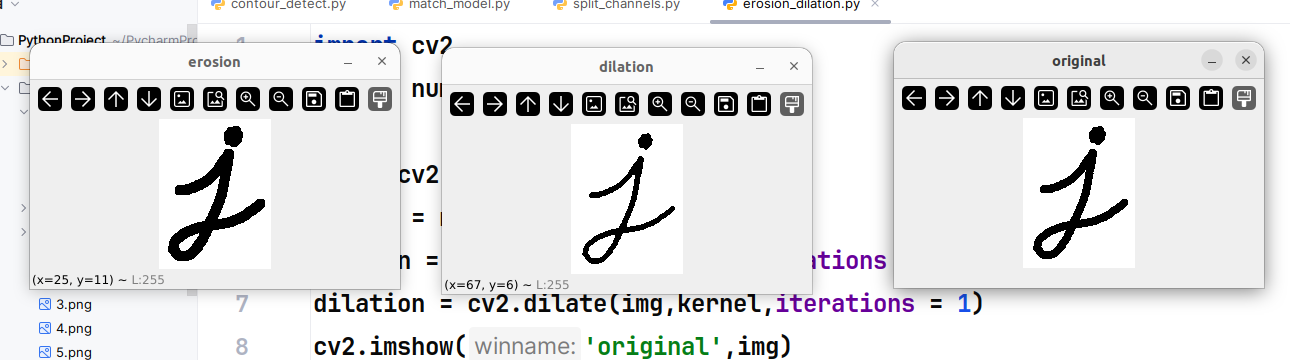 contour_detect.py match_model.py split_channels.py erosion_dilation.py
PythonProject ~/PycharmPro
import cv2
erosion
dilation
original
cv2
=
=
ations
(x=25, y=11) ~ L:255
(x=67, y=6) ~ L:255
3.png
7 dilation = cv2.dilate(img,kernel,iterations = 1)
4.png
5.png
8 cv2.imshow( winname: 'original',img)
j
j
j